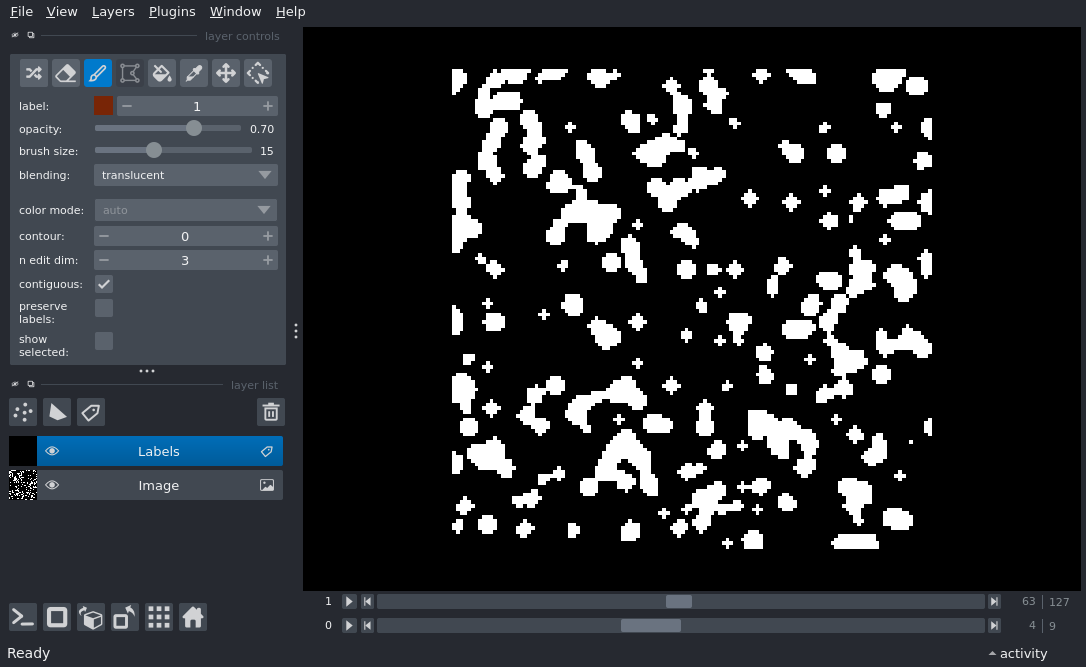 File View Layers Plugins Window Help
layer controls
label: 1
opacity: 0.70
brush size: 15
blending: translucent
color mode: auto
contour: 0
n edit dim: 3
contiguous:
preserve
labels:
show
selected:
layer list
Labels
Image
1 63 127
0 4 9
Ready activity